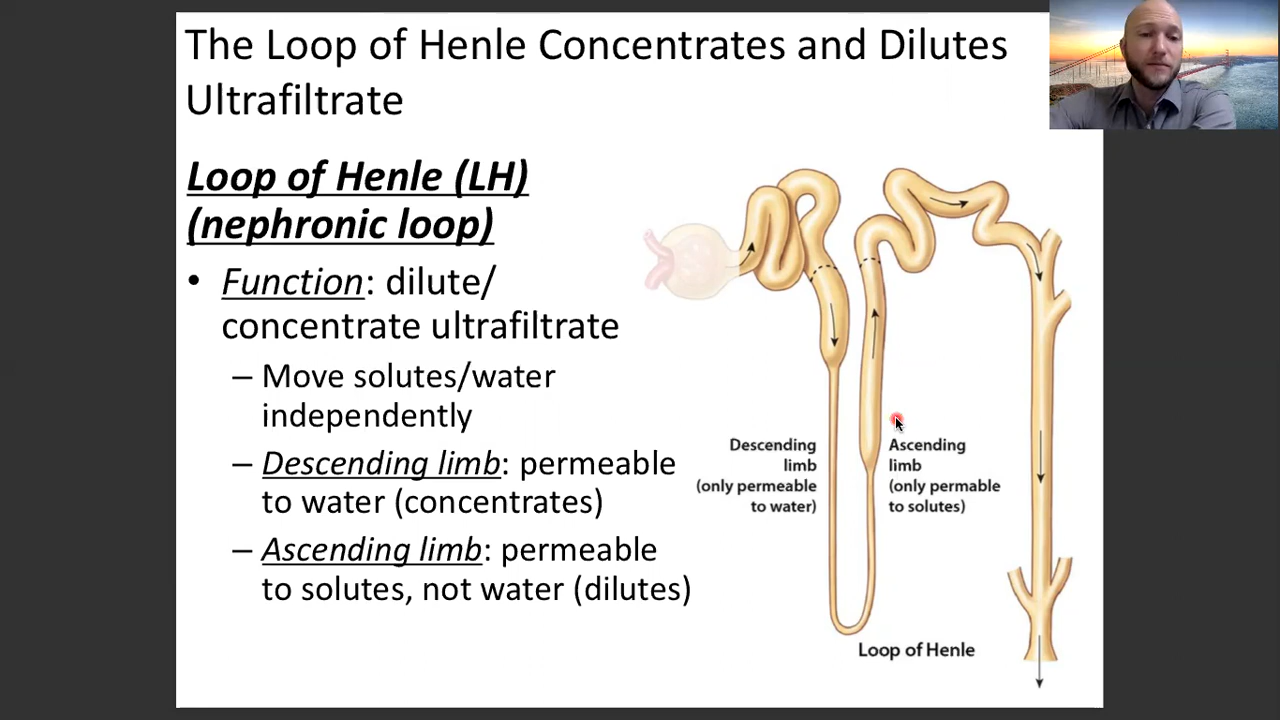 The Loop of Henle Concentrates and Dilutes
Ultrafiltrate
Loop of Henle (LH)
(nephronic loop)
• Function: dilute/
concentrate ultrafiltrate
– Move solutes/water
independently
– Descending limb: permeable
to water (concentrates)
– Ascending limb: permeable
to solutes, not water (dilutes)
Descending
limb
(only permeable
to water)
Ascending
limb
(only permable
to solutes)
Loop of Henle